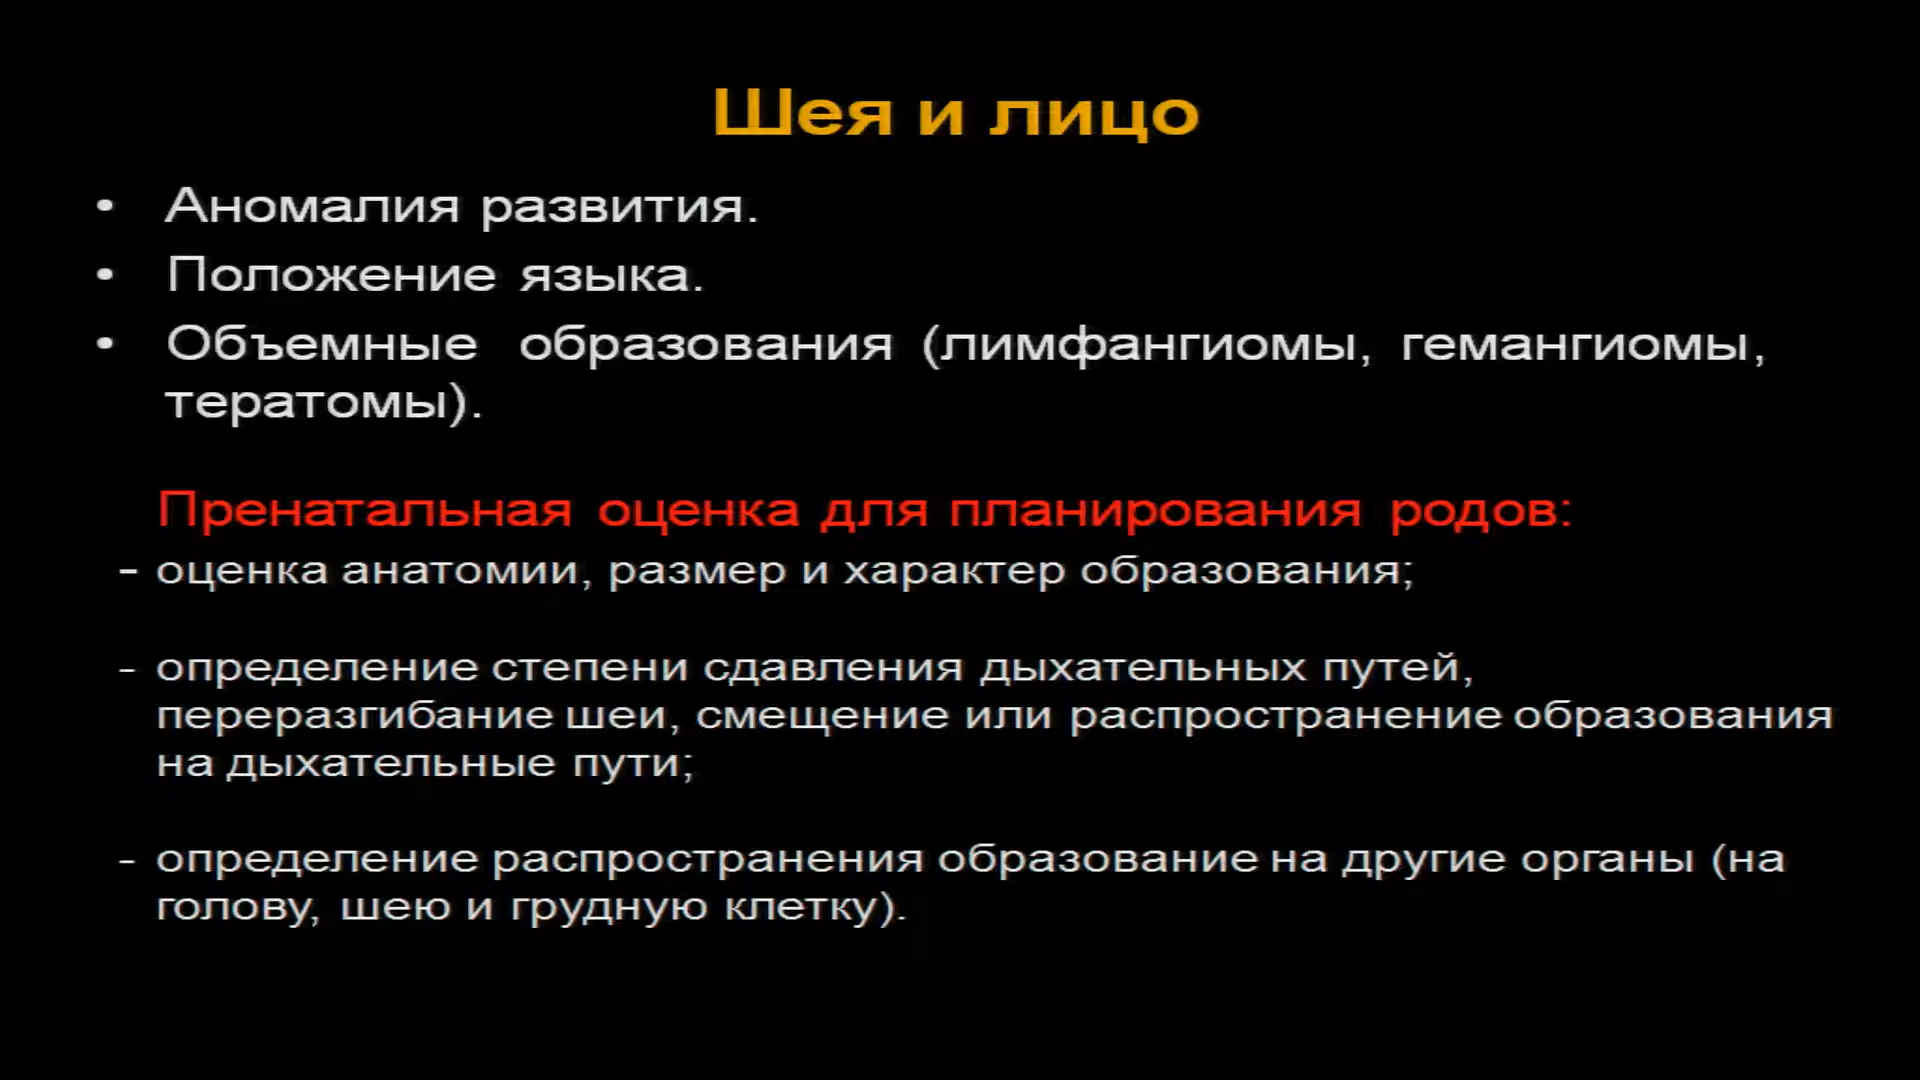 Шея и лицо
• Аномалия развития.
• Положение языка.
• Объемные образования (лимфангиомы, гемангиомы,
тератомы).
Пренатальная оценка для планирования родов:
- оценка анатомии, размер и характер образования;
- определение степени сдавления дыхательных путей,
переразгибание шеи, смещение или распространение образования
на дыхательные пути;
- определение распространения образование на другие органы (на
голову, шею и грудную клетку).